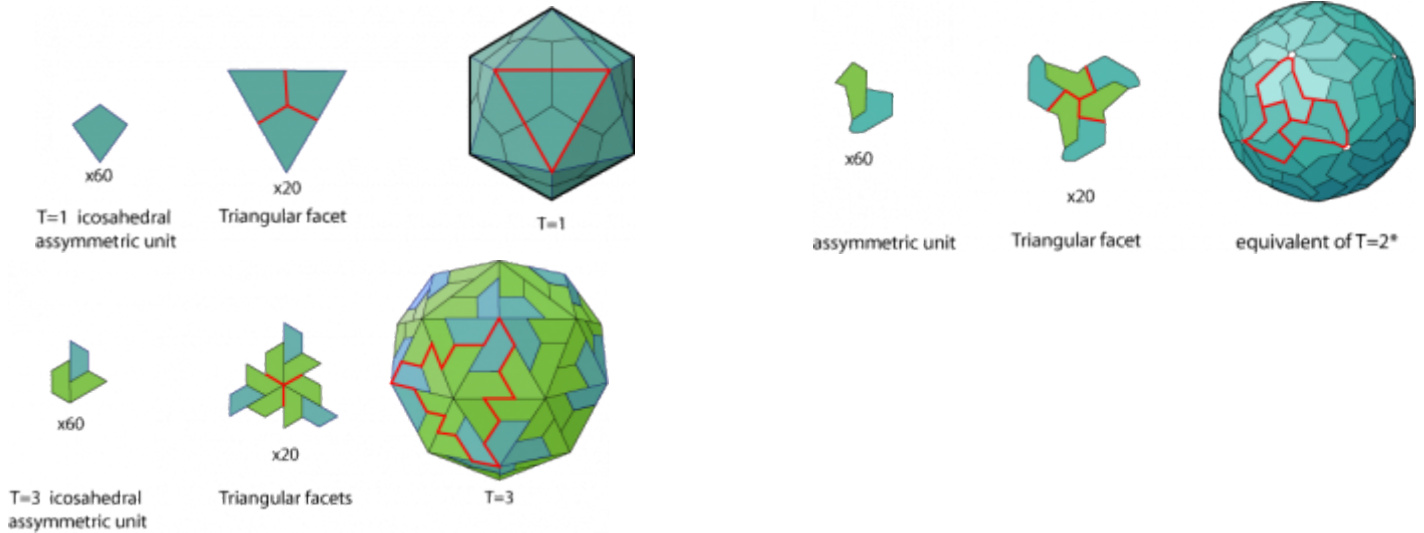 x60
T=1 icosahedral
assymetric unit
x20
Triangular facet
T=1
x60
assymmetric unit
x20
Triangular facet
equivalent of T=2*
x60
T=3 icosahedral
assymmetric unit
x20
Triangular facets
T=3